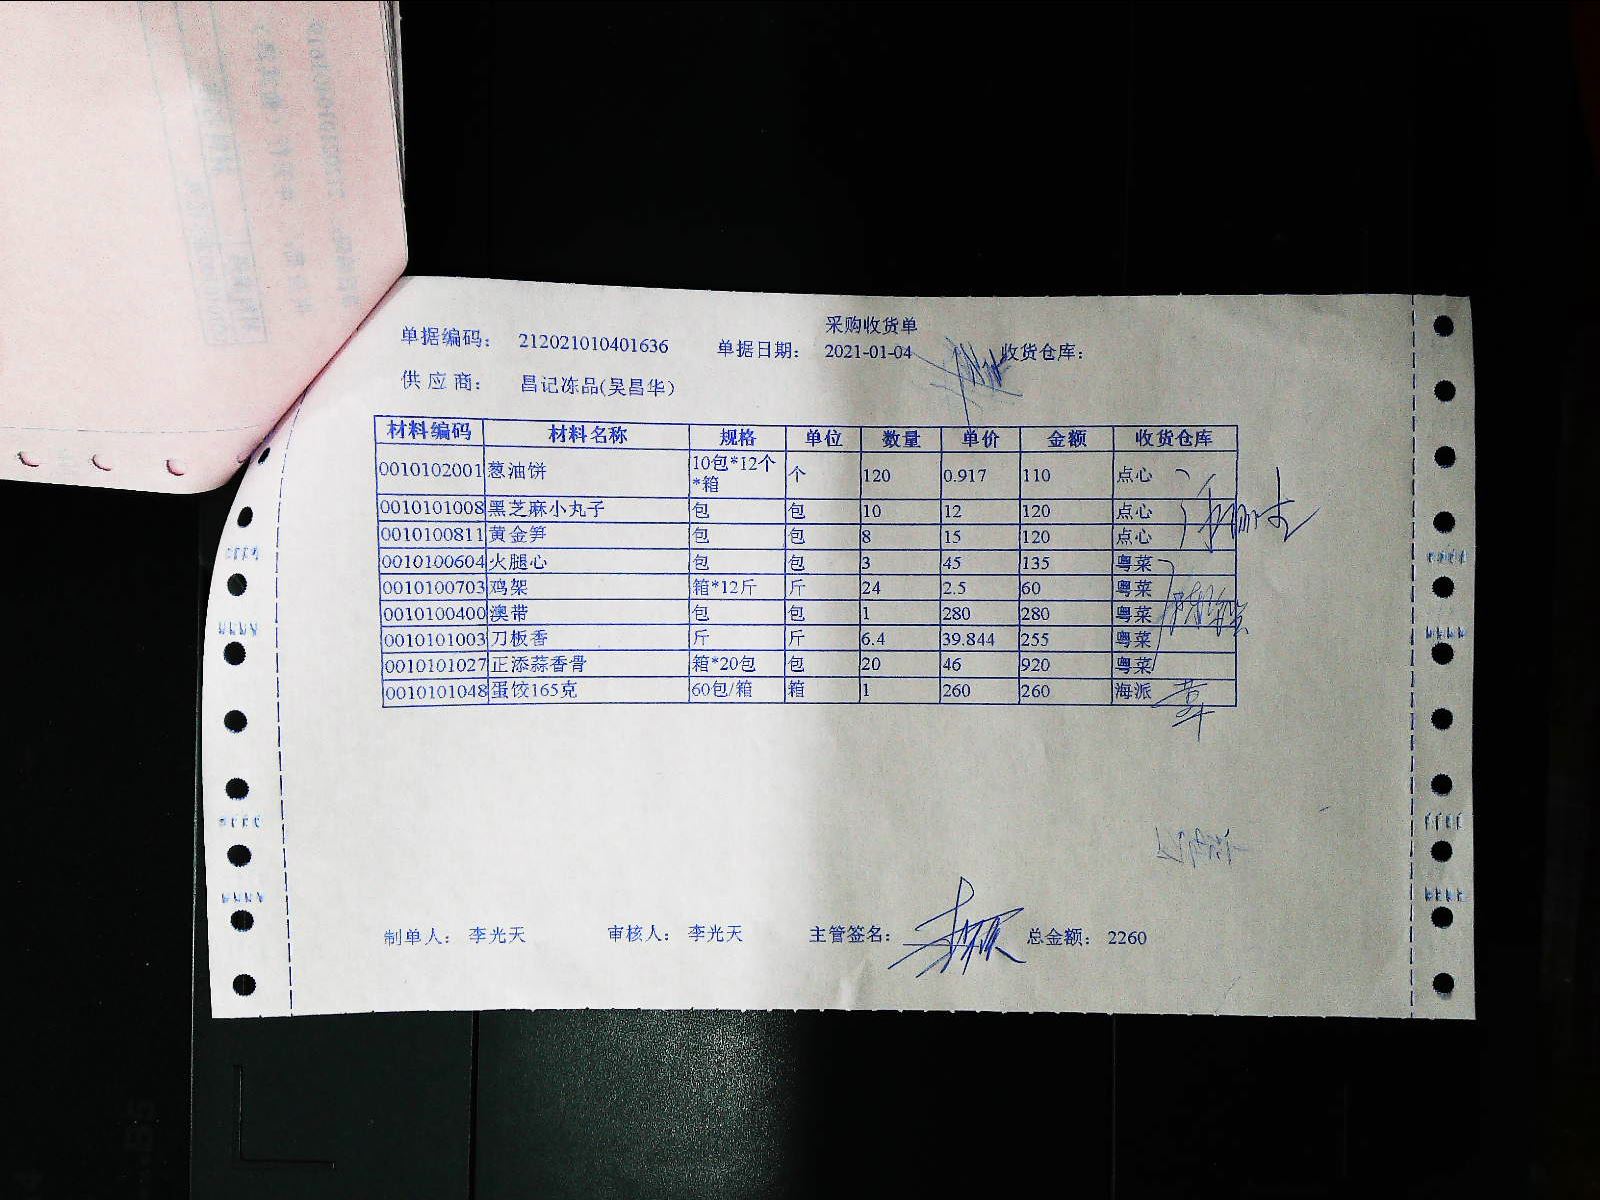 采购收货单
单据编码: 212021010401636 单据日期: 2021-01-04 收货仓库:
供应商: 昌记冻品(吴昌华)
材料编码 材料名称 规格 单位 数量 单价 金额 收货仓库
0010102001 葱油饼 10包*12个*箱 个 120 0.917 110 点心
0010101008 黑芝麻小丸子 包 包 10 12 120 点心
0010100811 黄金笋 包 包 8 15 120 点心
0010100604 火腿心 包 包 3 45 135 粤菜
0010100703 鸡架 箱*12斤 斤 24 2.5 60 粤菜
0010100400 澳带 包 包 1 280 280 粤菜
0010101003 刀板香 斤 斤 6.4 39.844 255 粤菜
0010101027 正添蒜香骨 箱*20包 包 20 46 920 粤菜
0010101048 蛋饺165克 60包/箱 箱 1 260 260 海派
制单人: 李光天 审核人: 李光天 主管签名: 总金额: 2260